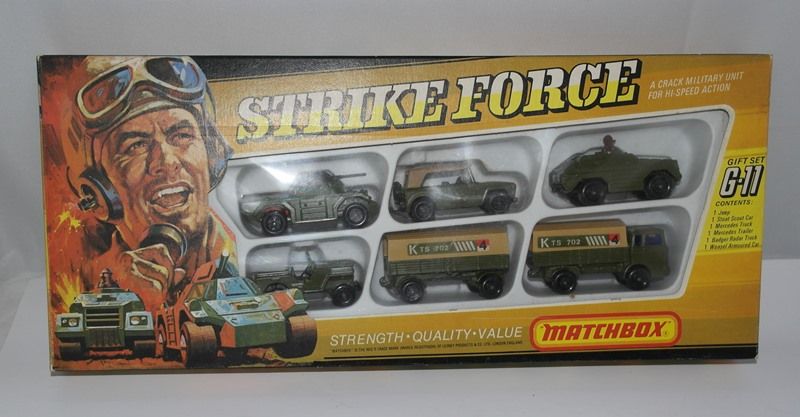 STRIKE FORCE
A CRACK MILITARY UNIT
FOR HI-SPEED ACTION
GIFT SET
G-11
CONTENTS:
1 Jeep
1 Stoat Scout Car
1 Mercedes Truck
1 Mercedes Trailer
1 Badger Radar Truck
1 Weasel Armoured Car
K TS 702 4
K TS 702 4
STRENGTH·QUALITY·VALUE
MATCHBOX